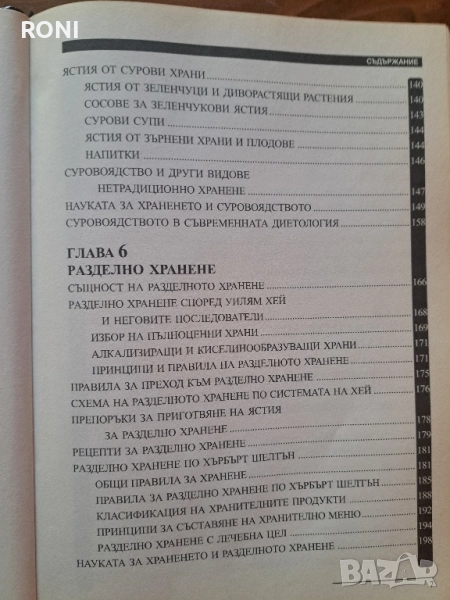 RONI
СЪДЪРЖАНИЕ
ЯСТИЯ ОТ СУРОВИ ХРАНИ 140
ЯСТИЯ ОТ ЗЕЛЕНЧУЦИ И ДИВОРАСТЯЩИ РАСТЕНИЯ 140
СОСОВЕ ЗА ЗЕЛЕНЧУКОВИ ЯСТИЯ 143
СУРОВИ СУПИ 144
ЯСТИЯ ОТ ЗЪРНЕНИ ХРАНИ И ПЛОДОВЕ 144
НАПИТКИ 146
СУРОВОЯДСТВО И ДРУГИ ВИДОВЕ
НЕТРАДИЦИОННО ХРАНЕНЕ 147
НАУКАТА ЗА ХРАНЕНЕТО И СУРОВОЯДСТВОТО 149
СУРОВОЯДСТВОТО В СЪВРЕМЕННАТА ДИЕТОЛОГИЯ 158
ГЛАВА 6
РАЗДЕЛНО ХРАНЕНЕ
СЪЩНОСТ НА РАЗДЕЛНОТО ХРАНЕНЕ 166
РАЗДЕЛНО ХРАНЕНЕ СПОРЕД УИЛЯМ ХЕЙ
И НЕГОВИТЕ ПОСЛЕДОВАТЕЛИ 168
ИЗБОР НА ПЪЛНОЦЕННИ ХРАНИ 169
АЛКАЛИЗИРАЩИ И КИСЕЛИНООБРАЗУВАЩИ ХРАНИ 171
ПРИНЦИПИ И ПРАВИЛА НА РАЗДЕЛНОТО ХРАНЕНЕ 171
ПРАВИЛА ЗА ПРЕХОД КЪМ РАЗДЕЛНО ХРАНЕНЕ 175
СХЕМА НА РАЗДЕЛНОТО ХРАНЕНЕ ПО СИСТЕМАТА НА ХЕЙ 176
ПРЕПОРЪКИ ЗА ПРИГОТВЯНЕ НА ЯСТИЯ
ЗА РАЗДЕЛНО ХРАНЕНЕ 178
РЕЦЕПТИ ЗА РАЗДЕЛНО ХРАНЕНЕ 179
РАЗДЕЛНО ХРАНЕНЕ ПО ХЪРБЪРТ ШЕЛТЪН 181
ОБЩИ ПРАВИЛА ЗА ХРАНЕНЕ 181
ПРАВИЛА ЗА РАЗДЕЛНО ХРАНЕНЕ ПО ХЪРБЪРТ ШЕЛТЪН 185
КЛАСИФИКАЦИЯ НА ХРАНИТЕЛНИТЕ ПРОДУКТИ 188
ПРИНЦИПИ ЗА СЪСТАВЯНЕ НА ХРАНИТЕЛНО МЕНЮ 192
РАЗДЕЛНО ХРАНЕНЕ С ЛЕЧЕБНА ЦЕЛ 194
НАУКАТА ЗА ХРАНЕНЕТО И РАЗДЕЛНОТО ХРАНЕНЕ 198
BAZAR